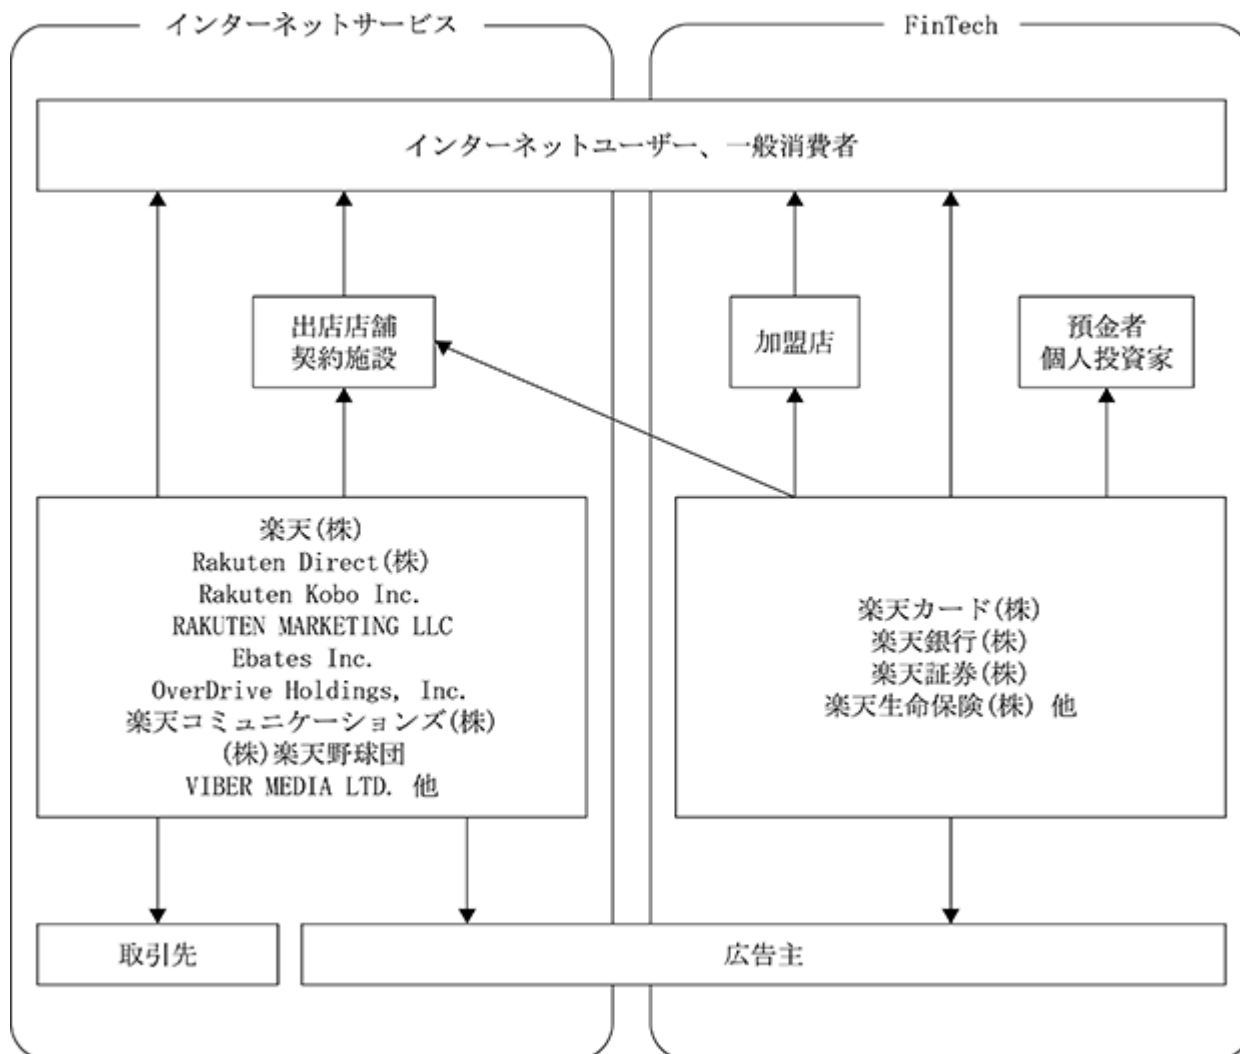 インターネットサービス
FinTech
インターネットユーザー、一般消費者
出店店舗
契約施設
加盟店
預金者
個人投資家
楽天(株)
Rakuten Direct(株)
Rakuten Kobo Inc.
RAKUTEN MARKETING LLC
Ebates Inc.
OverDrive Holdings, Inc.
楽天コミュニケーションズ(株)
(株)楽天野球団
VIBER MEDIA LTD. 他
楽天カード(株)
楽天銀行(株)
楽天証券(株)
楽天生命保険(株) 他
取引先
広告主